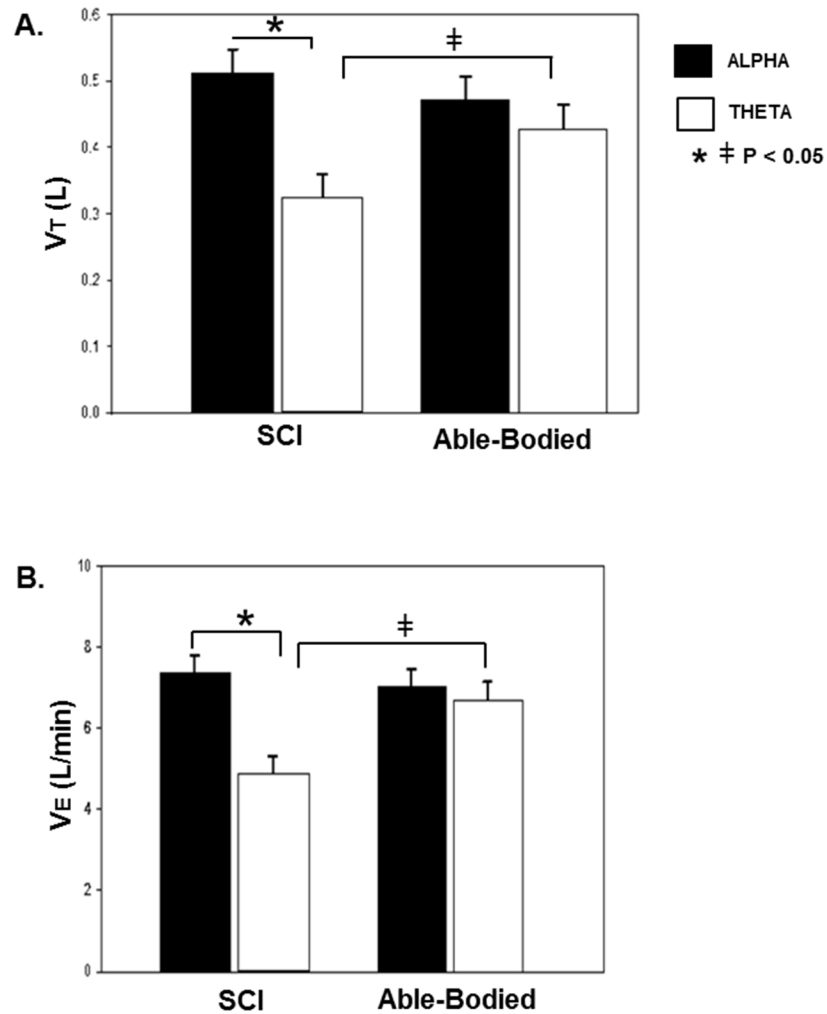 A.
0.6
0.5
0.4
0.3
0.2
0.1
0.0
VT (L)
*
ǂ
SCI
Able-Bodied
ALPHA
THETA
* ǂ P < 0.05
B.
10
8
6
4
2
0
VE (L/min)
*
ǂ
SCI
Able-Bodied